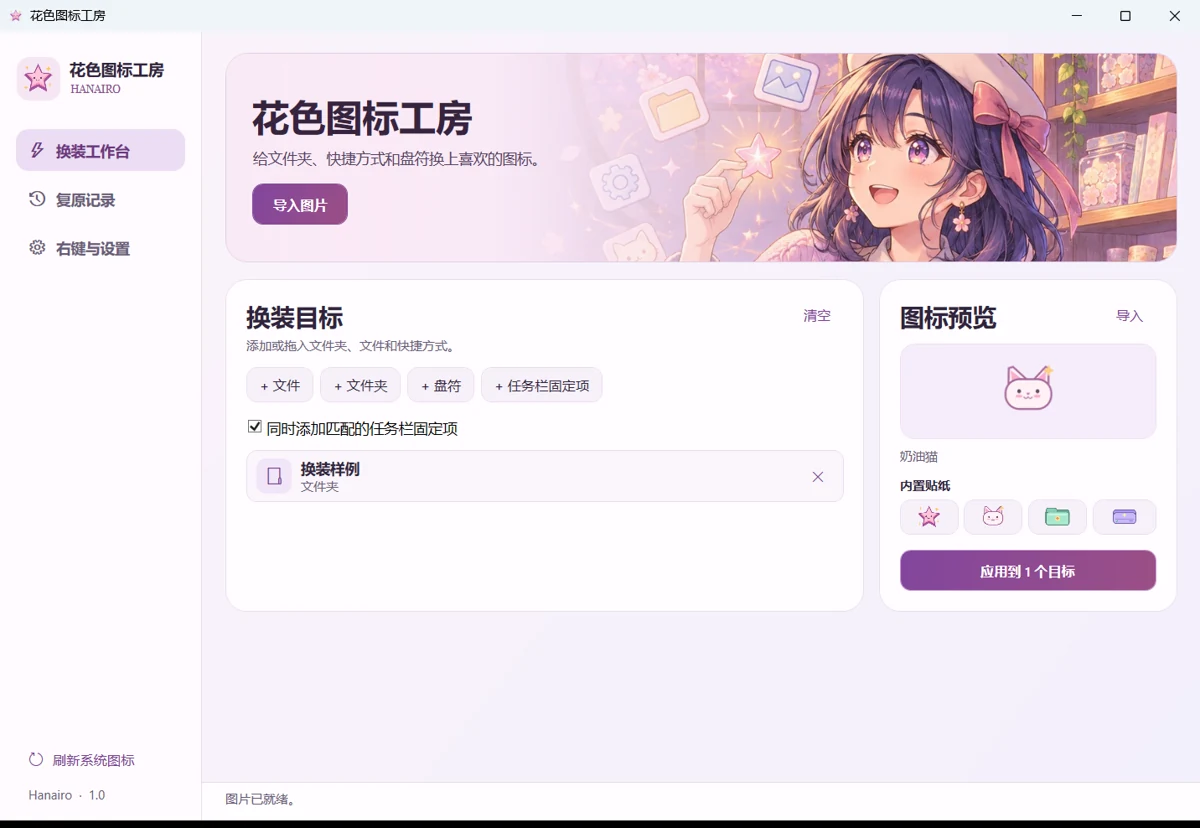 花色图标工房
花色图标工房
HANAIRO
换装工作台
复原记录
右键与设置
刷新系统图标
Hanairo · 1.0
花色图标工房
给文件夹、快捷方式和盘符换上喜欢的图标。
导入图片
换装目标
清空
添加或拖入文件夹、文件和快捷方式。
+ 文件
+ 文件夹
+ 盘符
+ 任务栏固定项
同时添加匹配的任务栏固定项
换装样例
文件夹
图标预览
导入
奶油猫
内置贴纸
应用到 1 个目标
图片已就绪。